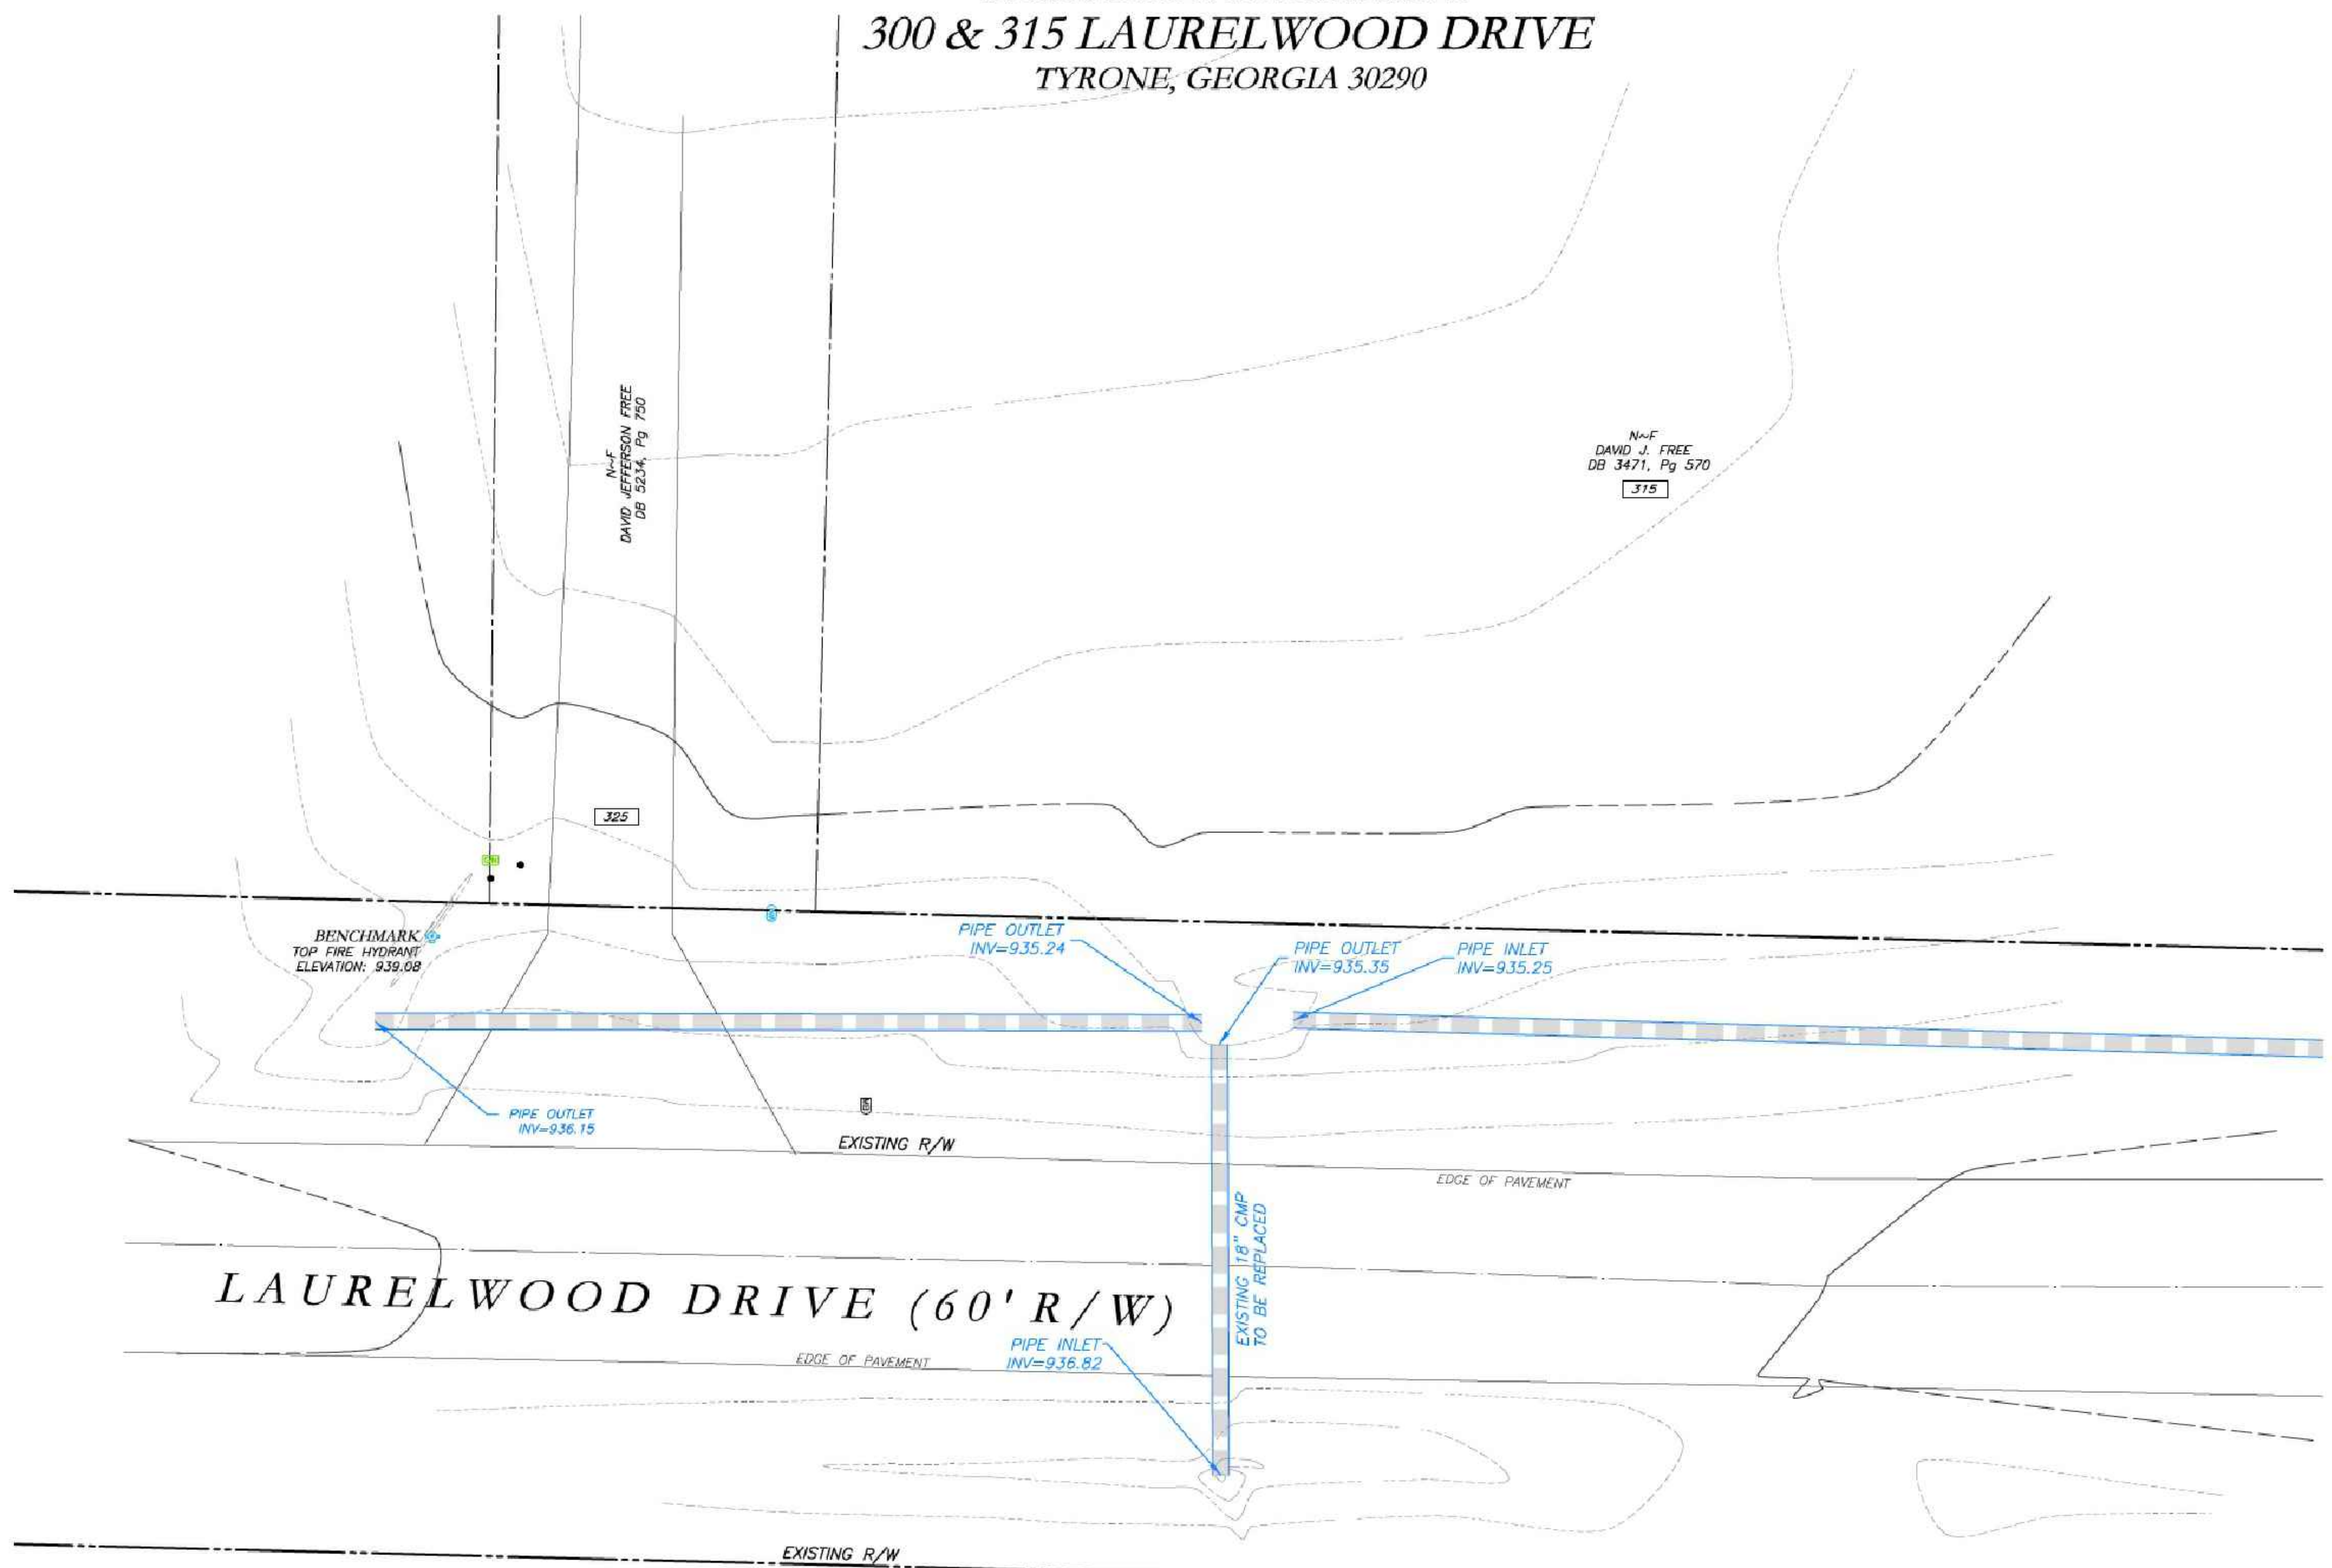 300 & 315 LAURELWOOD DRIVE
TYRONE, GEORGIA 30290
N~F
DAVID JEFFERSON FREE
DB 5234, Pg 750
N~F
DAVID J. FREE
DB 3471, Pg 570
315
325
BENCHMARK
TOP FIRE HYDRANT
ELEVATION: 939.08
PIPE OUTLET
INV=935.24
PIPE OUTLET
INV=935.35
PIPE INLET
INV=935.25
PIPE OUTLET
INV=936.15
EXISTING R/W
EDGE OF PAVEMENT
EXISTING 18" CMP
TO BE REPLACED
LAURELWOOD DRIVE (60' R/W)
PIPE INLET
INV=936.82
EDGE OF PAVEMENT
EXISTING R/W